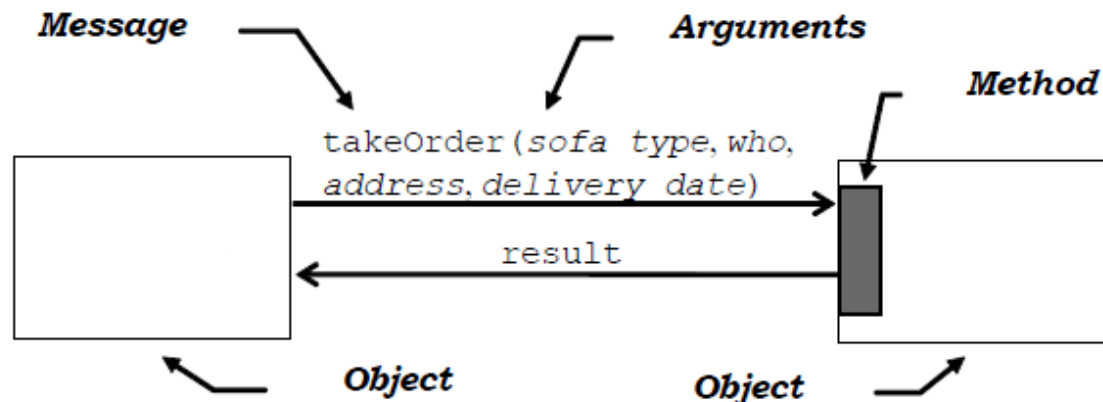 Message
Arguments
Method
takeOrder(sofa type, who,
address, delivery date)
result
Object
Object